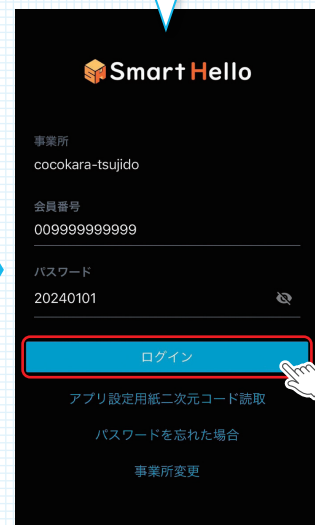 SmartHello
事業所
cocokara-tsujido
会員番号
009999999999
パスワード
20240101
ログイン
アプリ設定用紙二次元コード読取
パスワードを忘れた場合
事業所変更